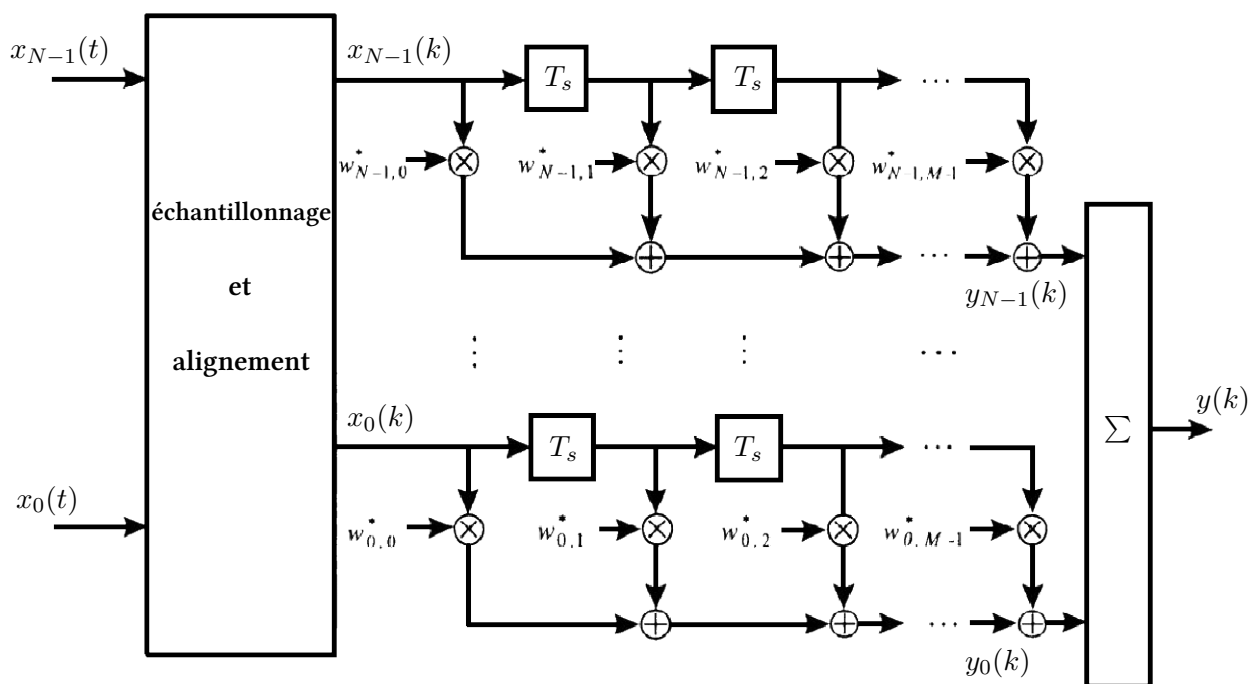 x_{N-1}(t)
x_{N-1}(k)
T_s
T_s
...
w*_{N-1,0}
w*_{N-1,1}
w*_{N-1,2}
w*_{N-1,M-1}
échantillonnage
et
alignement
...
y_{N-1}(k)
...
x_0(k)
T_s
T_s
...
∑
y(k)
x_0(t)
w*_{0,0}
w*_{0,1}
w*_{0,2}
w*_{0,M-1}
...
y_0(k)